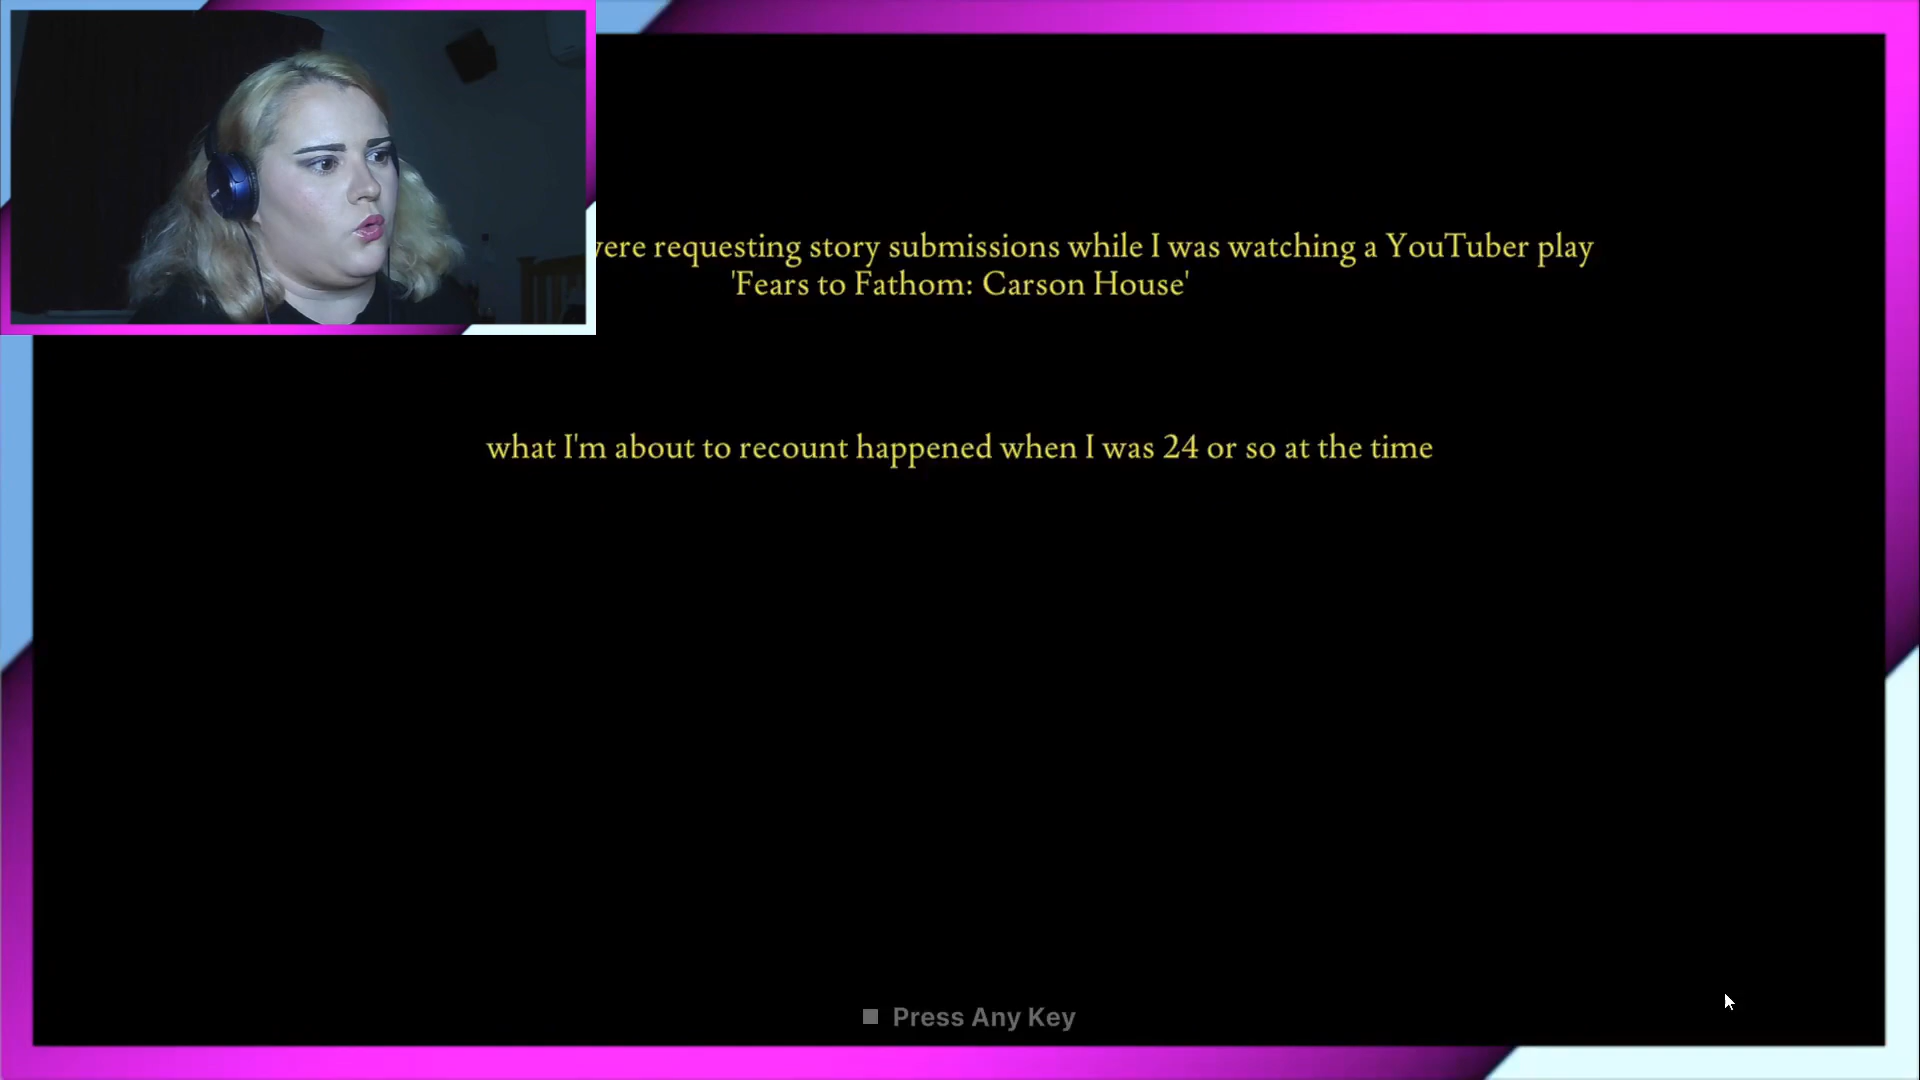 requesting story submissions while I was watching a YouTuber play
'Fears to Fathom: Carson House'
what I'm about to recount happened when I was 24 or so at the time
Press Any Key